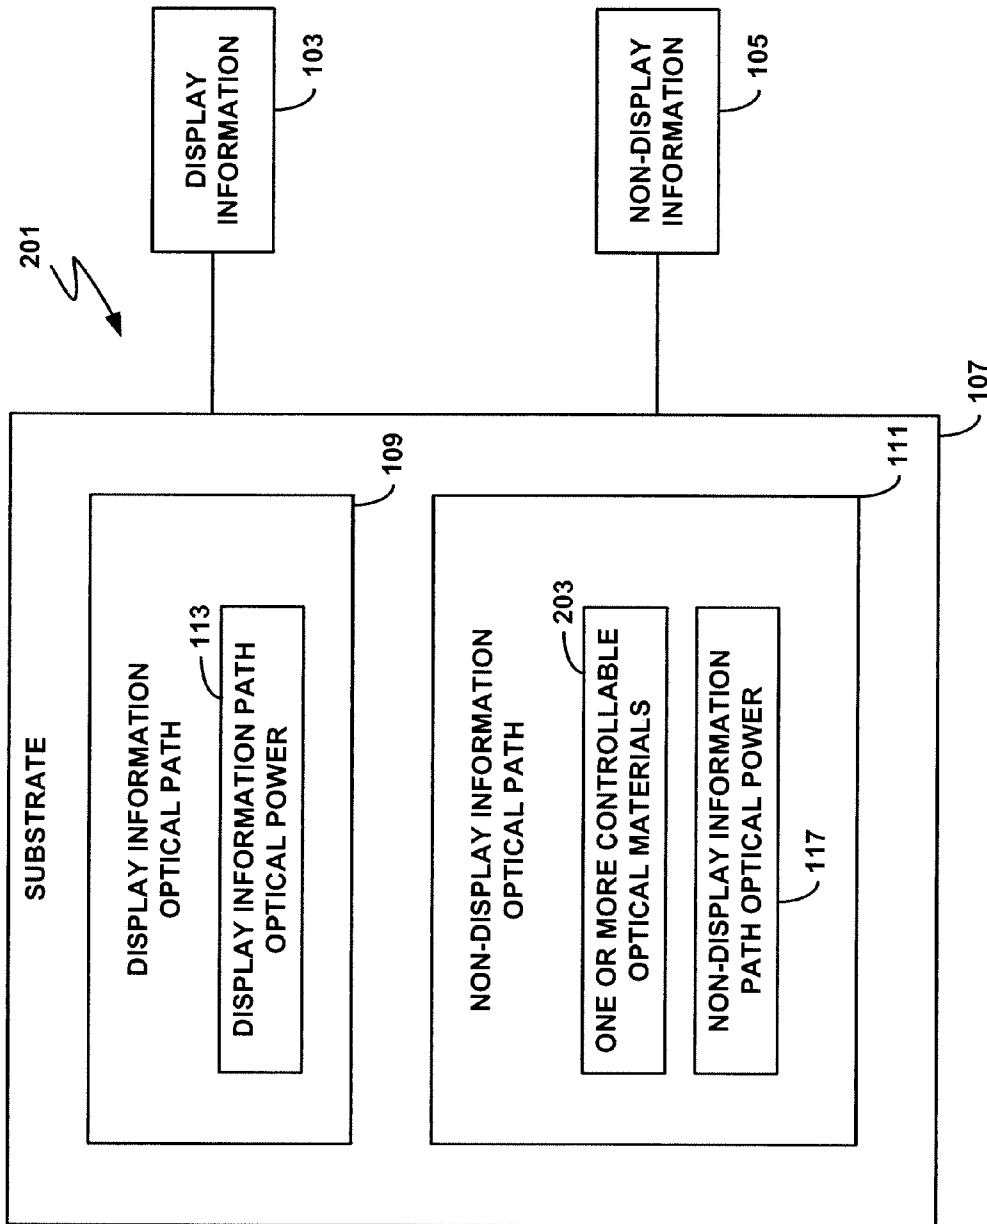 201
SUBSTRATE
107
DISPLAY INFORMATION
OPTICAL PATH
109
113
DISPLAY INFORMATION PATH
OPTICAL POWER
NON-DISPLAY INFORMATION
OPTICAL PATH
111
203
ONE OR MORE CONTROLLABLE
OPTICAL MATERIALS
NON-DISPLAY INFORMATION
PATH OPTICAL POWER
117
DISPLAY
INFORMATION
103
NON-DISPLAY
INFORMATION
105